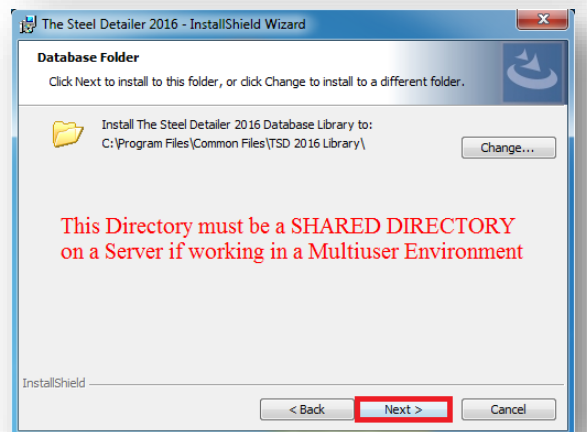 The Steel Detailer 2016 - InstallShield Wizard
Database Folder
Click Next to install to this folder, or click Change to install to a different folder.
Install The Steel Detailer 2016 Database Library to:
C:\Program Files\Common Files\TSD 2016 Library\
Change...
This Directory must be a SHARED DIRECTORY
on a Server if working in a Multiuser Environment
InstallShield
< Back
Next >
Cancel